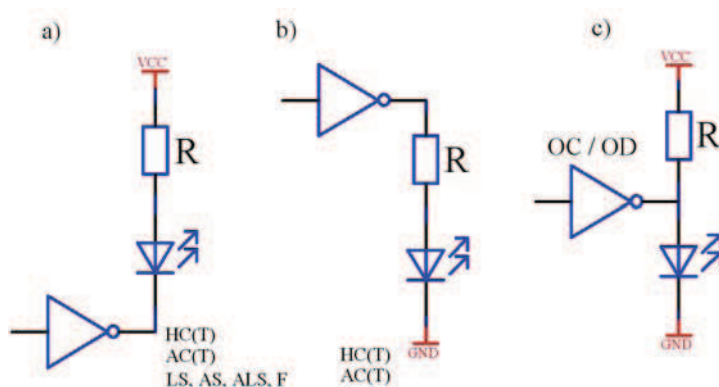 a)
VCC
R
HC(T)
AC(T)
LS, AS, ALS, F
b)
R
GND
HC(T)
AC(T)
c)
VCC
R
OC / OD
GND